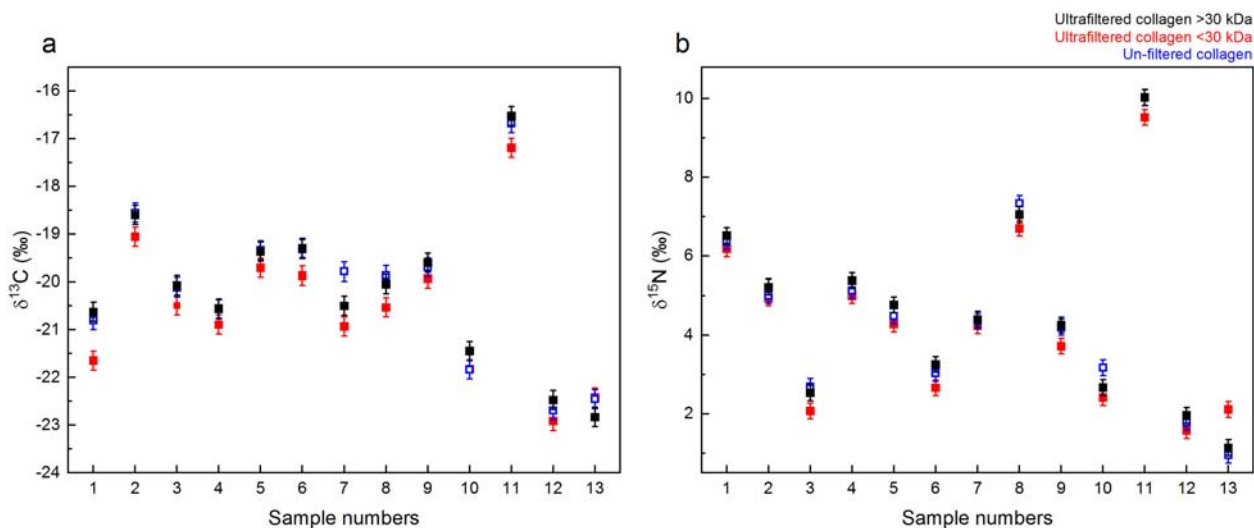 Ultrafiltered collagen >30 kDa
Ultrafiltered collagen <30 kDa
Un-filtered collagen
a
-16
-17
-18
-19
-20
-21
-22
-23
-24
δ¹³C (‰)
1 2 3 4 5 6 7 8 9 10 11 12 13
Sample numbers
b
10
8
6
4
2
δ¹⁵N (‰)
1 2 3 4 5 6 7 8 9 10 11 12 13
Sample numbers